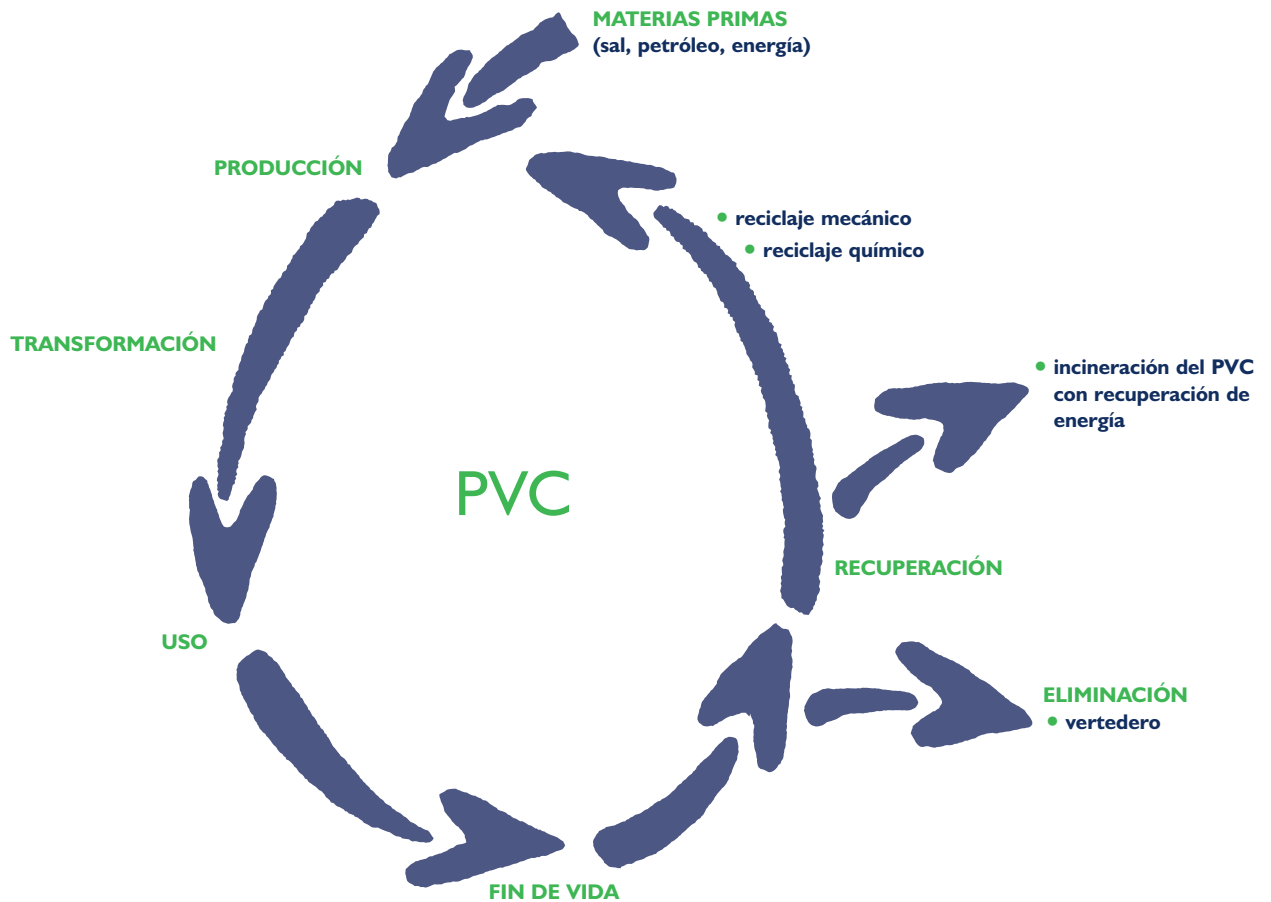 MATERIAS PRIMAS
(sal, petróleo, energía)
PRODUCCIÓN
• reciclaje mecánico
• reciclaje químico
TRANSFORMACIÓN
• incineración del PVC
con recuperación de
energía
PVC
RECUPERACIÓN
USO
ELIMINACIÓN
• vertedero
FIN DE VIDA